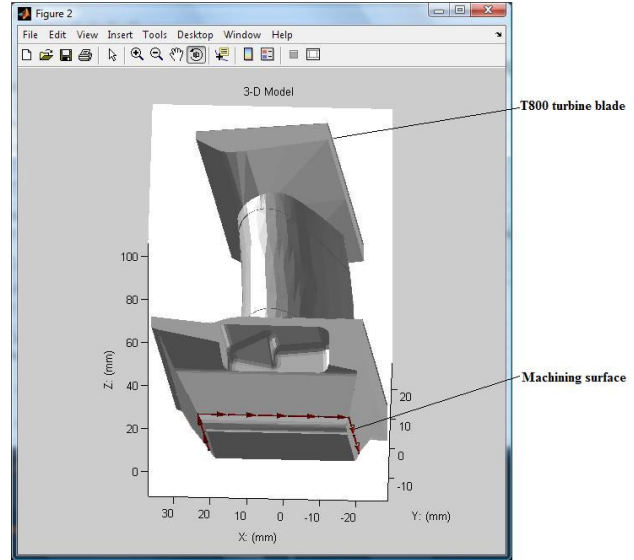 Figure 2
File Edit View Insert Tools Desktop Window Help
3-D Model
T800 turbine blade
Machining surface
100
80
60
40
20
0
Z: (mm)
20
10
0
-10
Y: (mm)
30 20 10 0 -10 -20
X: (mm)